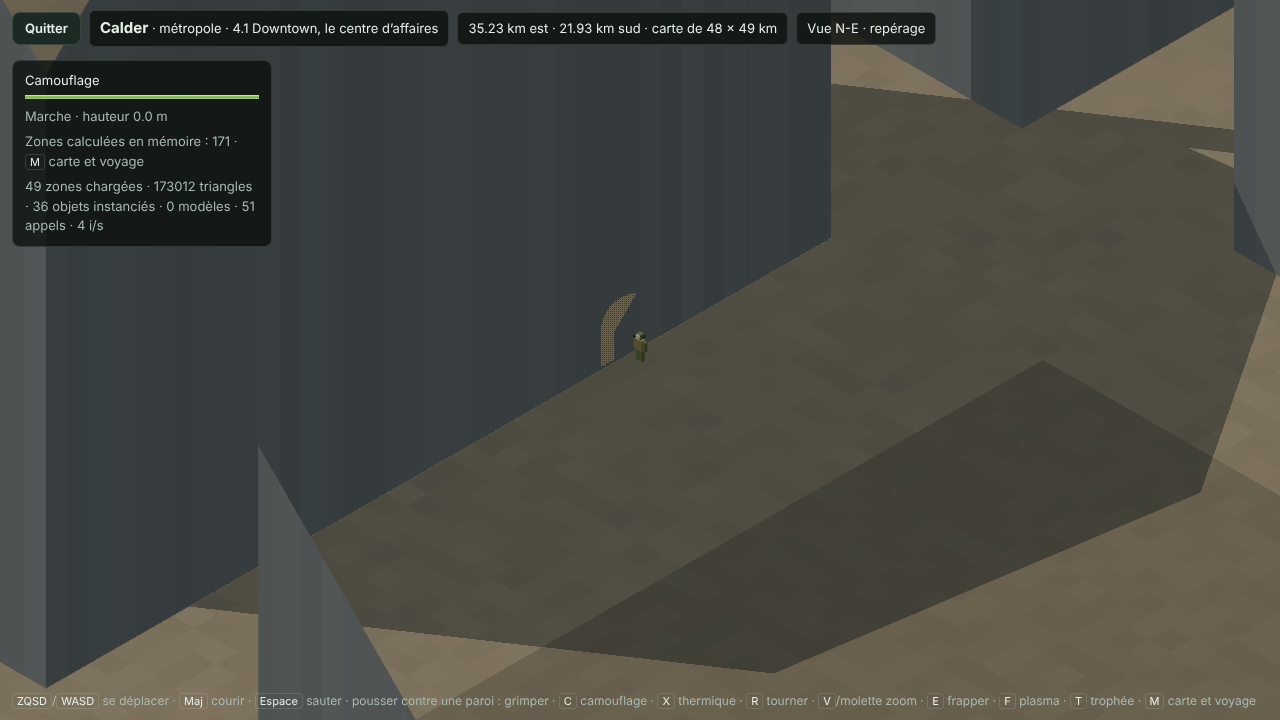 Quitter
Calder · métropole · 4.1 Downtown, le centre d’affaires
35.23 km est · 21.93 km sud · carte de 48 × 49 km
Vue N-E · repérage
Camouflage
Marche · hauteur 0.0 m
Zones calculées en mémoire : 171 ·
M carte et voyage
49 zones chargées · 173012 triangles
· 36 objets instanciés · 0 modèles · 51
appels · 4 i/s
ZQSD / WASD se déplacer · Maj courir · Espace sauter · pousser contre une paroi : grimper · C camouflage · X thermique · R tourner · V /molette zoom · E frapper · F plasma · T trophée · M carte et voyage